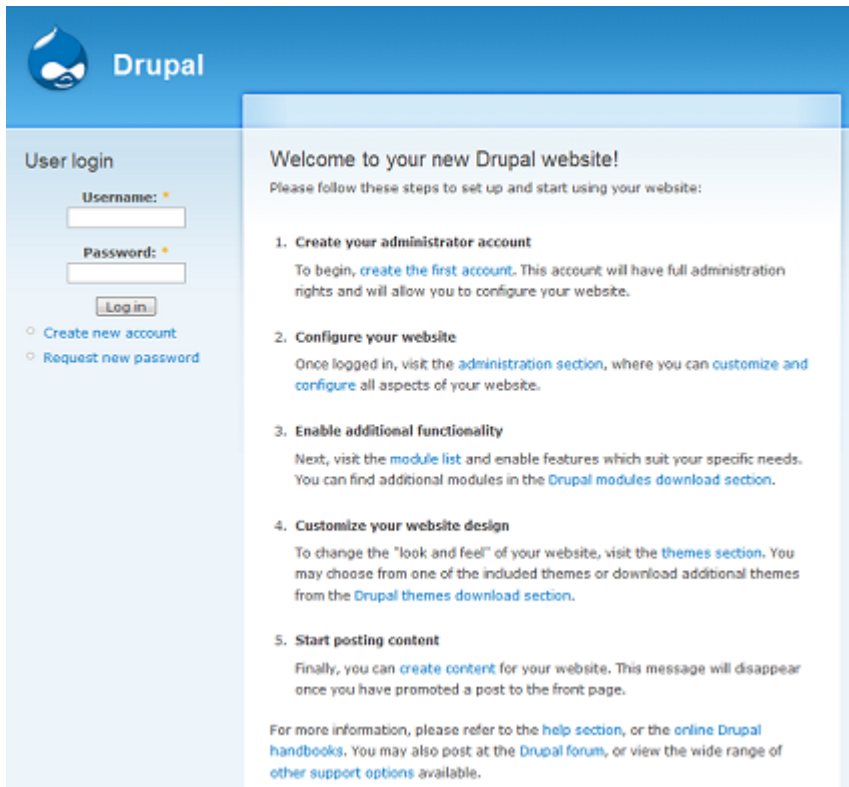 Drupal
User login
Username: *
Password: *
Log in
Create new account
Request new password
Welcome to your new Drupal website!
Please follow these steps to set up and start using your website:
1. Create your administrator account
To begin, create the first account. This account will have full administration
rights and will allow you to configure your website.
2. Configure your website
Once logged in, visit the administration section, where you can customize and
configure all aspects of your website.
3. Enable additional functionality
Next, visit the module list and enable features which suit your specific needs.
You can find additional modules in the Drupal modules download section.
4. Customize your website design
To change the "look and feel" of your website, visit the themes section. You
may choose from one of the included themes or download additional themes
from the Drupal themes download section.
5. Start posting content
Finally, you can create content for your website. This message will disappear
once you have promoted a post to the front page.
For more information, please refer to the help section, or the online Drupal
handbooks. You may also post at the Drupal forum, or view the wide range of
other support options available.